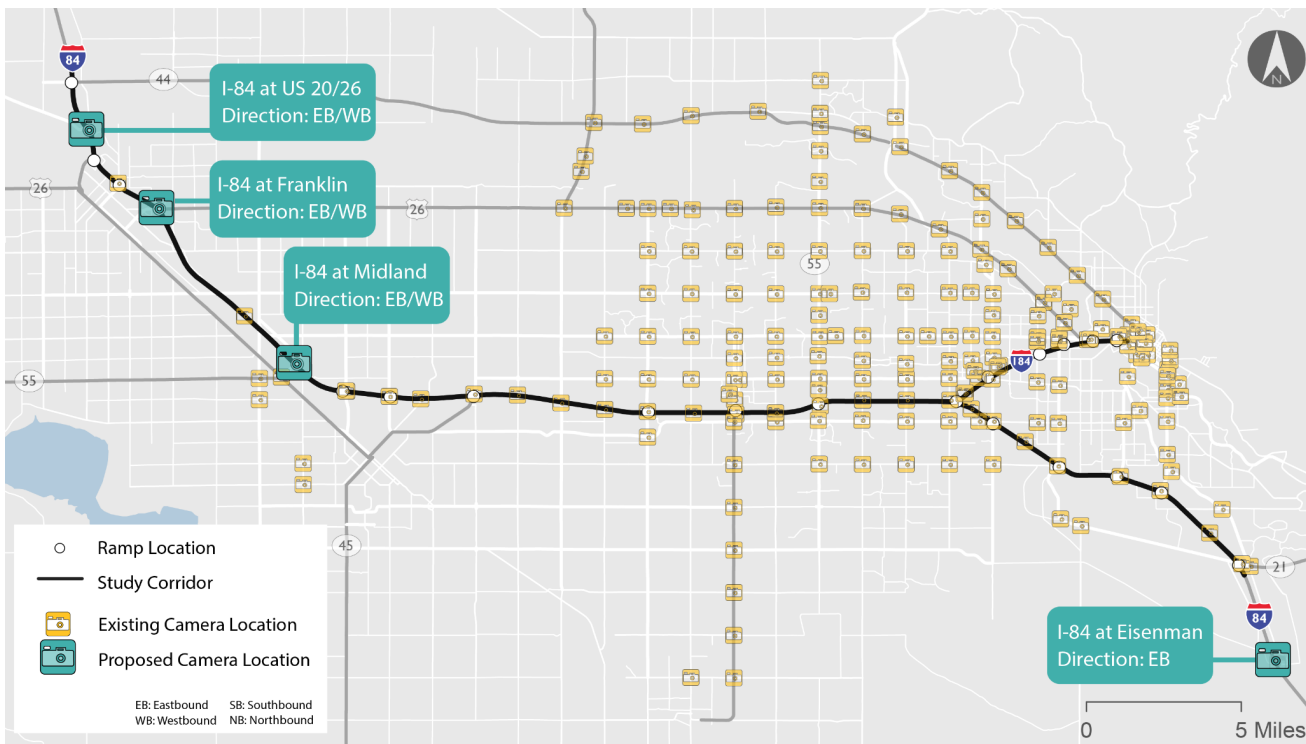 84
44
I-84 at US 20/26
Direction: EB/WB
N
26
I-84 at Franklin
Direction: EB/WB
26
I-84 at Midland
Direction: EB/WB
55
184
55
45
21
84
Ramp Location
Study Corridor
Existing Camera Location
Proposed Camera Location
EB: Eastbound SB: Southbound
WB: Westbound NB: Northbound
I-84 at Eisenman
Direction: EB
0 5 Miles